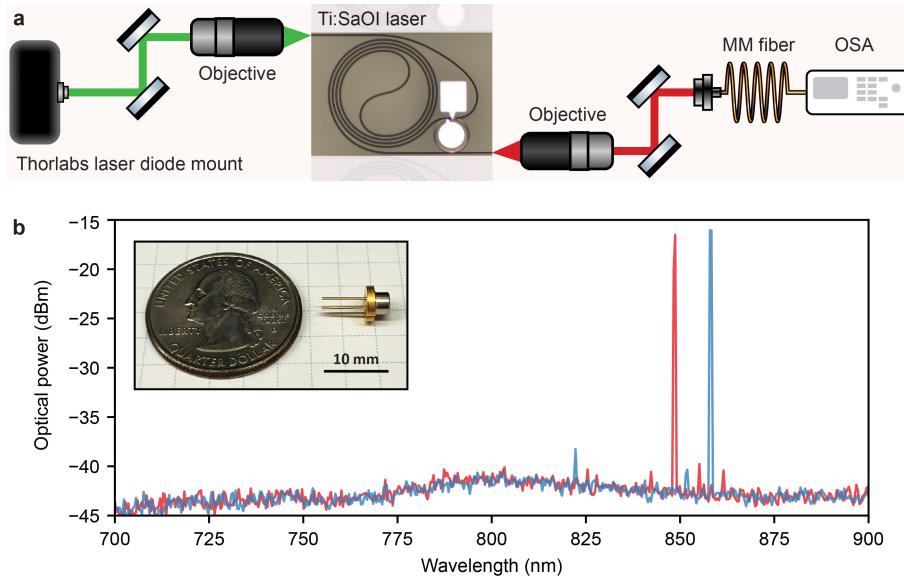 a
Ti:SaOI laser
MM fiber
OSA
Objective
Objective
Thorlabs laser diode mount
b
−15
−20
−25
−30
−35
−40
−45
Optical power (dBm)
UNITED STATES OF AMERICA
LIBERTY
IN
GOD WE
TRUST
QUARTER DOLLAR
10 mm
700
725
750
775
800
825
850
875
900
Wavelength (nm)